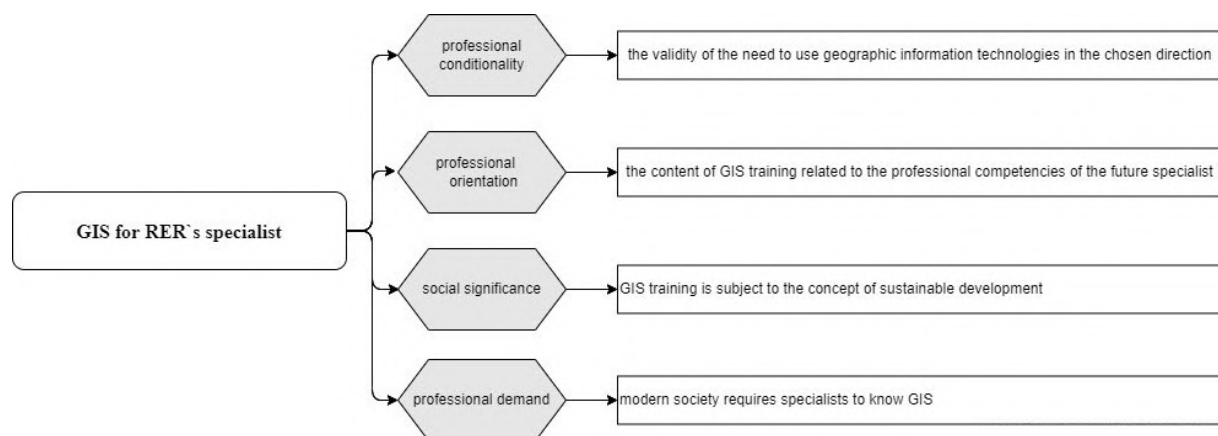 professional
conditionality
the validity of the need to use geographic information technologies in the chosen direction
professional
orientation
the content of GIS training related to the professional competencies of the future specialist
GIS for RER`s specialist
social significance
GIS training is subject to the concept of sustainable development
professional demand
modern society requires specialists to know GIS